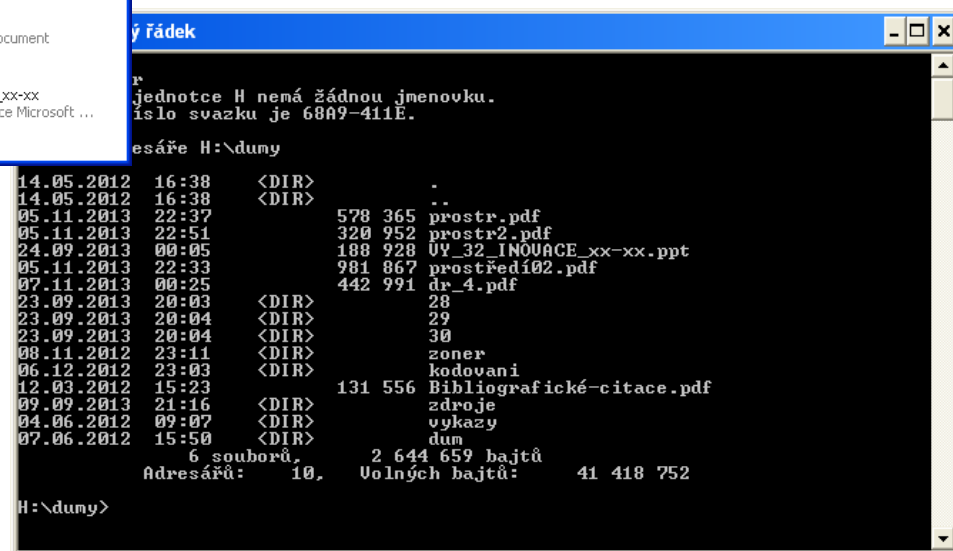 ocument
_xx-xx
ce Microsoft ...
ý řádek
r
jednotce H nemá žádnou jmenovku.
íslo svazku je 68A9-411E.
esáře H:\dumy
14.05.2012 16:38 <DIR> .
14.05.2012 16:38 <DIR> ..
05.11.2013 22:37 578 365 prostr.pdf
05.11.2013 22:51 320 952 prostr2.pdf
24.09.2013 00:05 188 928 VY_32_INOVACE_xx-xx.ppt
05.11.2013 22:33 981 867 prostředí02.pdf
07.11.2013 00:25 442 991 dr_4.pdf
23.09.2013 20:03 <DIR> 28
23.09.2013 20:04 <DIR> 29
23.09.2013 20:04 <DIR> 30
08.11.2012 23:11 <DIR> zoner
06.12.2012 23:03 <DIR> kodovani
12.03.2012 15:23 131 556 Bibliografické-citace.pdf
09.09.2013 21:16 <DIR> zdroje
04.06.2012 09:07 <DIR> vykazy
07.06.2012 15:50 <DIR> dum
6 souborů, 2 644 659 bajtů
Adresářů: 10, Volných bajtů: 41 418 752
H:\dumy>